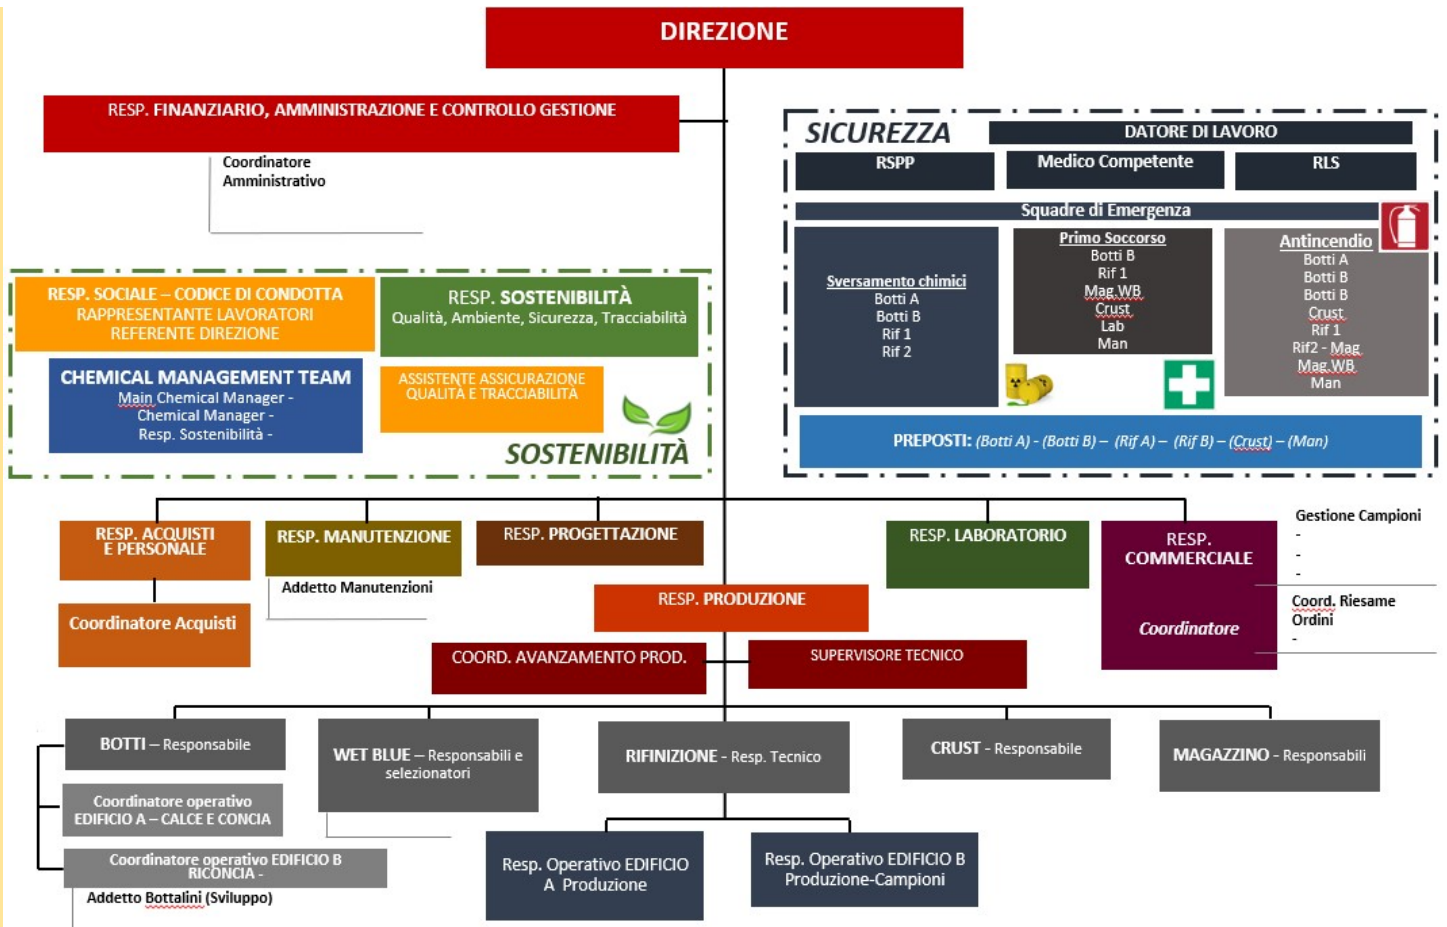 DIREZIONE
RESP. FINANZIARIO, AMMINISTRAZIONE E CONTROLLO GESTIONE
Coordinatore
Amministrativo
SICUREZZA
DATORE DI LAVORO
RSPP
Medico Competente
RLS
Squadre di Emergenza
Sversamento chimici
Botti A
Botti B
Rif 1
Rif 2
Primo Soccorso
Botti B
Rif 1
Mag.WB
Crust
Lab
Man
Antincendio
Botti A
Botti B
Botti B
Crust
Rif 1
Rif2 - Mag
Mag.WB
Man
PREPOSTI: (Botti A) - (Botti B) – (Rif A) – (Rif B) – (Crust) – (Man)
RESP. SOCIALE – CODICE DI CONDOTTA
RAPPRESENTANTE LAVORATORI
REFERENTE DIREZIONE
RESP. SOSTENIBILITÀ
Qualità, Ambiente, Sicurezza, Tracciabilità
CHEMICAL MANAGEMENT TEAM
Main Chemical Manager -
Chemical Manager -
Resp. Sostenibilità -
ASSISTENTE ASSICURAZIONE
QUALITÀ E TRACCIABILITÀ
SOSTENIBILITÀ
RESP. ACQUISTI
E PERSONALE
Coordinatore Acquisti
RESP. MANUTENZIONE
Addetto Manutenzioni
RESP. PROGETTAZIONE
RESP. LABORATORIO
RESP.
COMMERCIALE
Coordinatore
Gestione Campioni
-
-
-
Coord. Riesame
Ordini
-
RESP. PRODUZIONE
COORD. AVANZAMENTO PROD.
SUPERVISORE TECNICO
BOTTI – Responsabile
WET BLUE – Responsabili e
selezionatori
RIFINIZIONE - Resp. Tecnico
CRUST - Responsabile
MAGAZZINO - Responsabili
Coordinatore operativo
EDIFICIO A – CALCE E CONCIA
Coordinatore operativo EDIFICIO B
RICONCIA -
Addetto Bottalini (Sviluppo)
Resp. Operativo EDIFICIO
A Produzione
Resp. Operativo EDIFICIO B
Produzione-Campioni